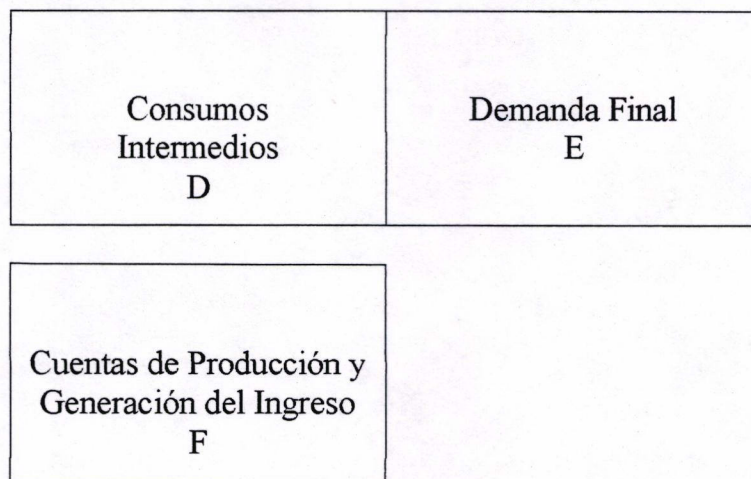 Consumos
Intermedios
D
Demanda Final
E
Cuentas de Producción y
Generación del Ingreso
F